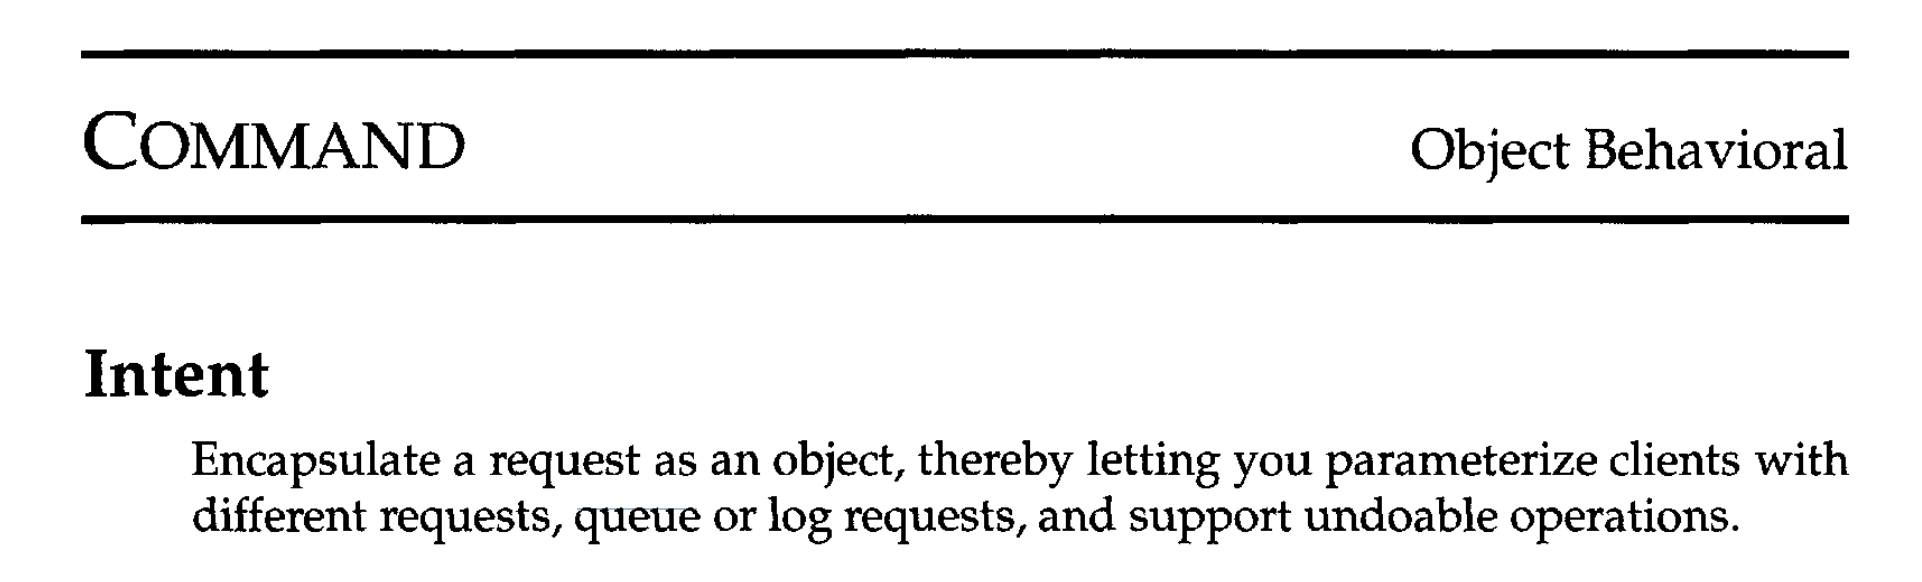 COMMAND Object Behavioral
Intent
Encapsulate a request as an object, thereby letting you parameterize clients with
different requests, queue or log requests, and support undoable operations.